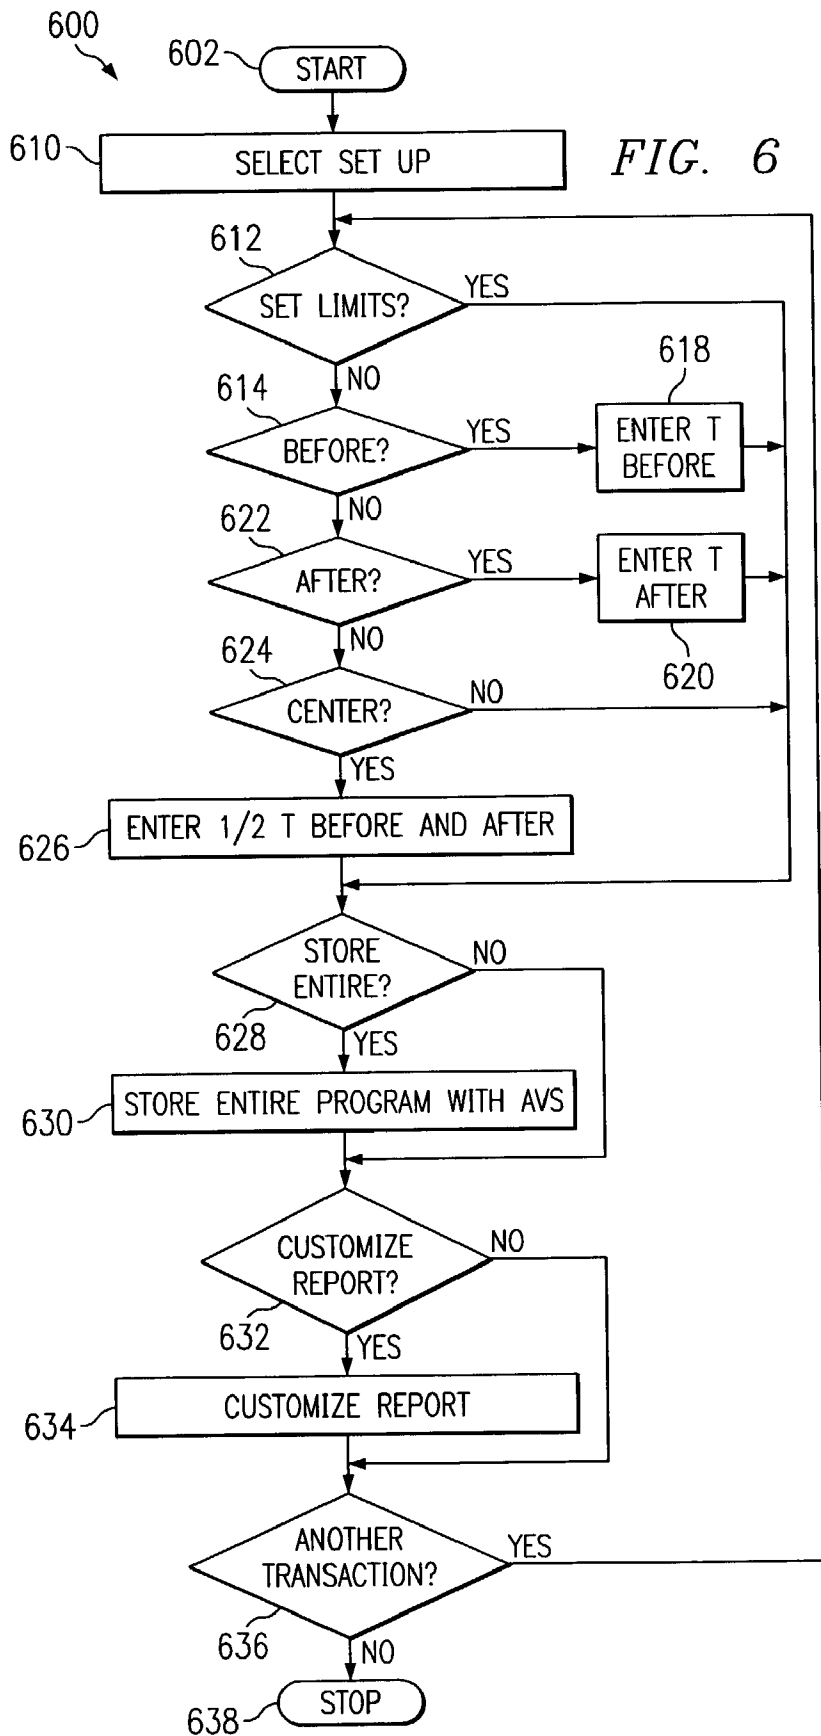 600
602
START
610
SELECT SET UP
FIG. 6
612
SET LIMITS?
YES
NO
614
BEFORE?
YES
618
ENTER T
BEFORE
NO
622
AFTER?
YES
ENTER T
AFTER
620
NO
624
CENTER?
NO
YES
626
ENTER 1/2 T BEFORE AND AFTER
STORE
ENTIRE?
NO
628
YES
630
STORE ENTIRE PROGRAM WITH AVS
CUSTOMIZE
REPORT?
NO
632
YES
634
CUSTOMIZE REPORT
ANOTHER
TRANSACTION?
YES
636
NO
638
STOP